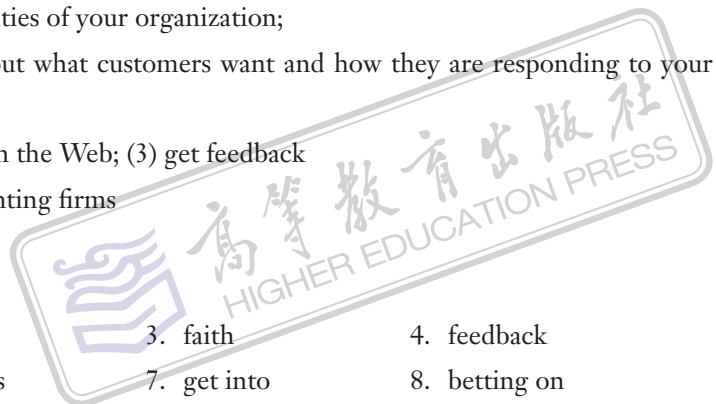 ties of your organization;
out what customers want and how they are responding to your
n the Web; (3) get feedback
nting firms
高等教育出版社
HIGHER EDUCATION PRESS
3. faith 4. feedback
s 7. get into 8. betting on